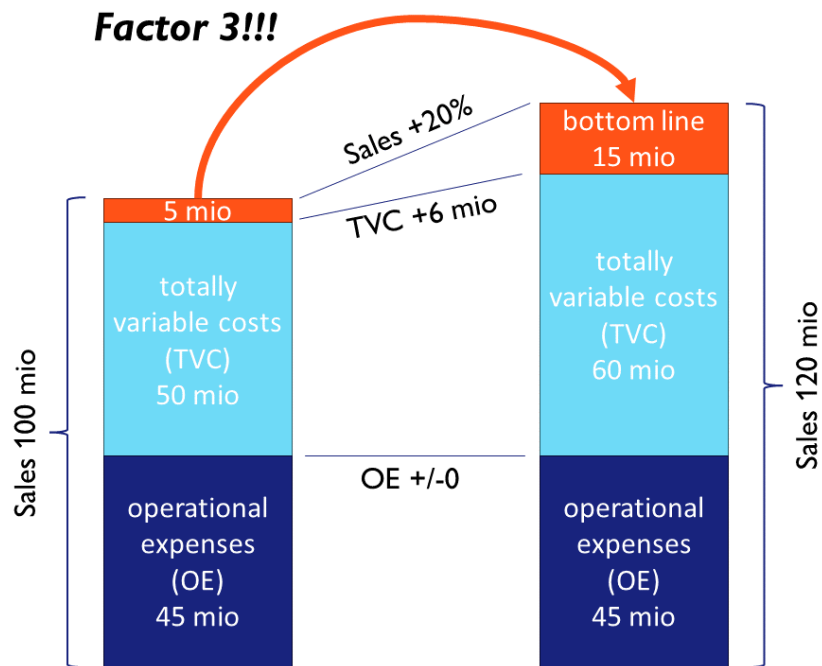 Factor 3!!!
Sales +20%
TVC +6 mio
OE +/-0
Sales 100 mio
5 mio
totally
variable costs
(TVC)
50 mio
operational
expenses
(OE)
45 mio
bottom line
15 mio
totally
variable costs
(TVC)
60 mio
operational
expenses
(OE)
45 mio
Sales 120 mio